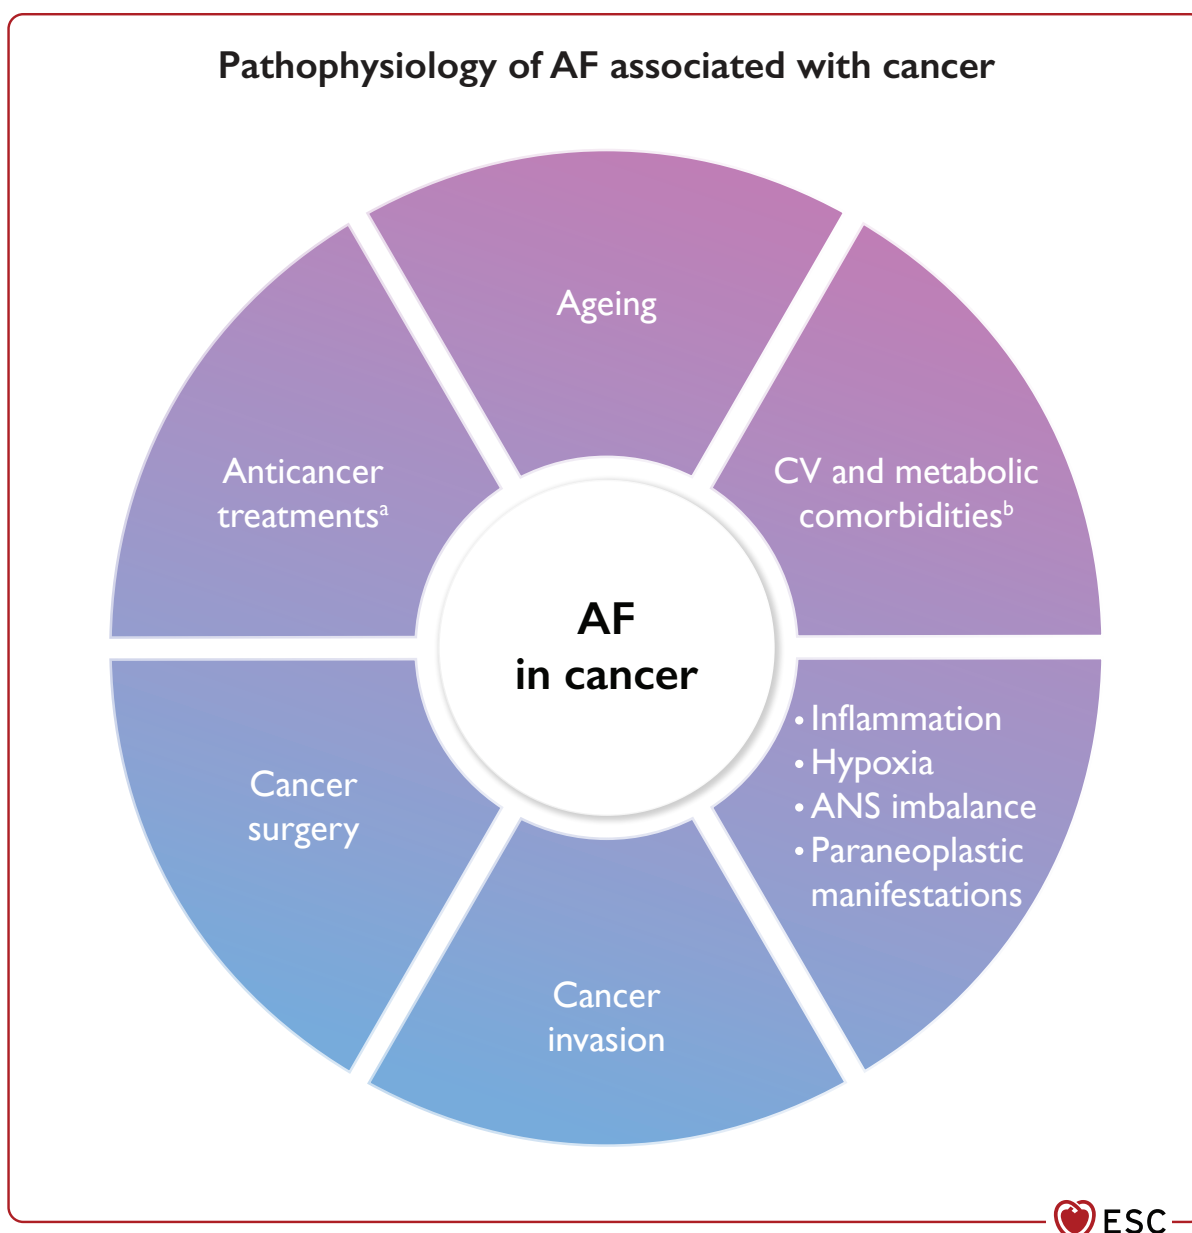 Pathophysiology of AF associated with cancer
Ageing
CV and metabolic
comorbiditiesᵇ
• Inflammation
• Hypoxia
• ANS imbalance
• Paraneoplastic
manifestations
Cancer
invasion
Cancer
surgery
Anticancer
treatmentsᵃ
AF
in cancer
ESC